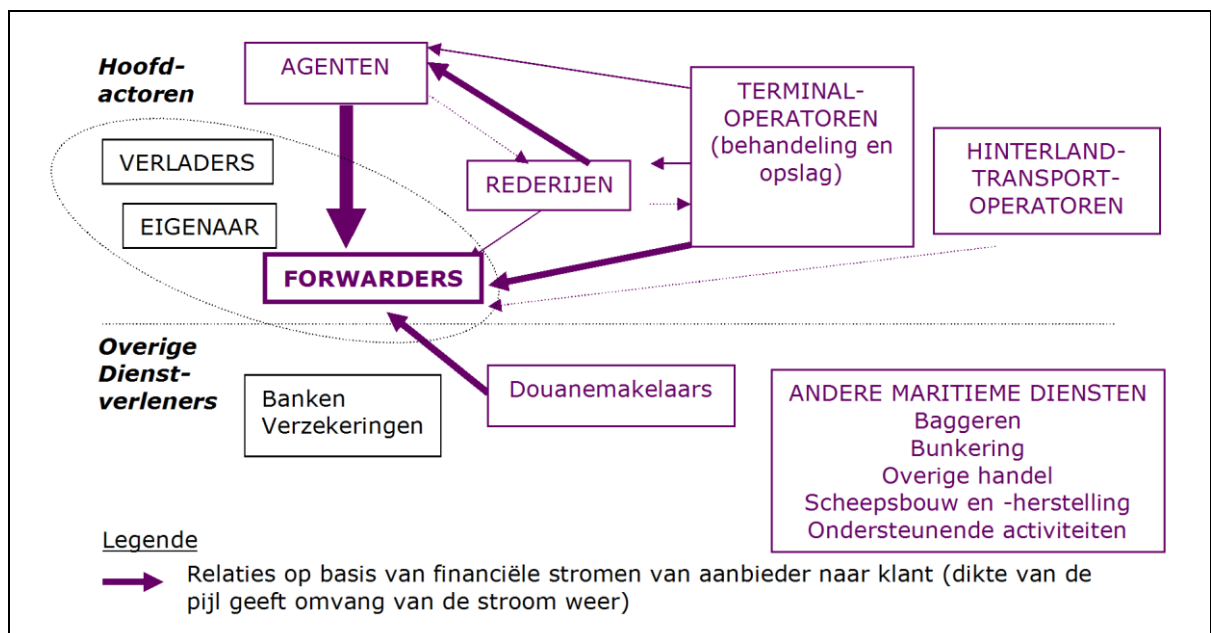 Hoofd-
actoren
AGENTEN
VERLADERS
EIGENAAR
FORWARDERS
REDERIJEN
TERMINAL-
OPERATOREN
(behandeling en
opslag)
HINTERLAND-
TRANSPORT-
OPERATOREN
Overige
Dienst-
verleners
Banken
Verzekeringen
Douanemakelaars
ANDERE MARITIEME DIENSTEN
Baggeren
Bunkering
Overige handel
Scheepsbouw en -herstelling
Ondersteunende activiteiten
Legende
Relaties op basis van financiële stromen van aanbieder naar klant (dikte van de
pijl geeft omvang van de stroom weer)